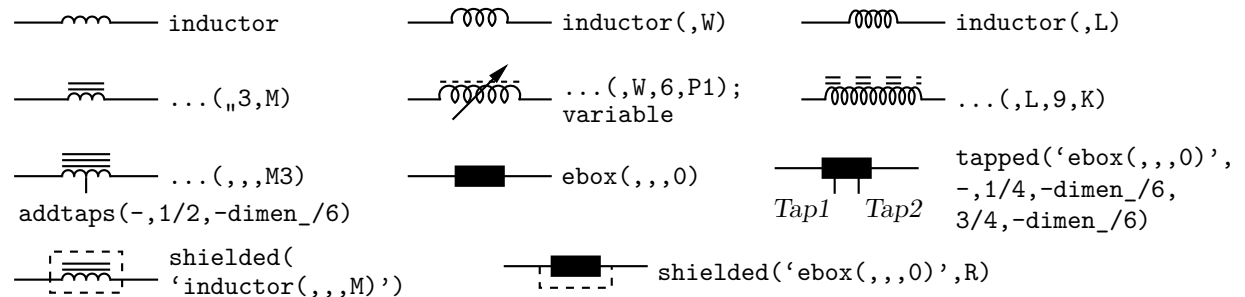 inductor
inductor(,W)
inductor(,L)
...(„3,M)
...(,W,6,P1);
variable
...(,L,9,K)
...(,,,M3)
addtaps(-,1/2,-dimen_/6)
ebox(,,,0)
tapped(‘ebox(,,,0)’,
-,1/4,-dimen_/6,
3/4,-dimen_/6)
Tap1 Tap2
shielded(
‘inductor(,,,M)’)
shielded(‘ebox(,,,0)’,R)